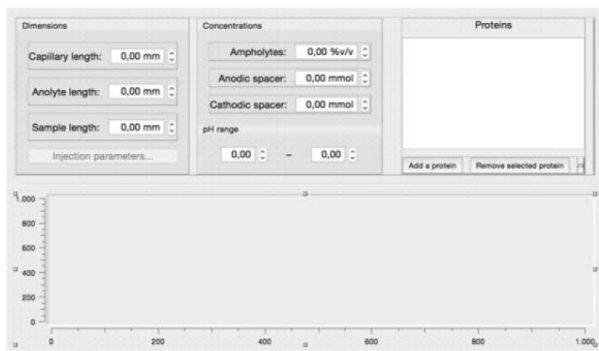 Dimensions
Capillary length: 0,00 mm
Anolyte length: 0,00 mm
Sample length: 0,00 mm
Injection parameters...
Concentrations
Ampholytes: 0,00 %v/v
Anodic spacer: 0,00 mmol
Cathodic spacer: 0,00 mmol
pH range
0,00 – 0,00
Proteins
Add a protein Remove selected protein
1.000
800
600
400
200
0
0 200 400 600 800 1.000